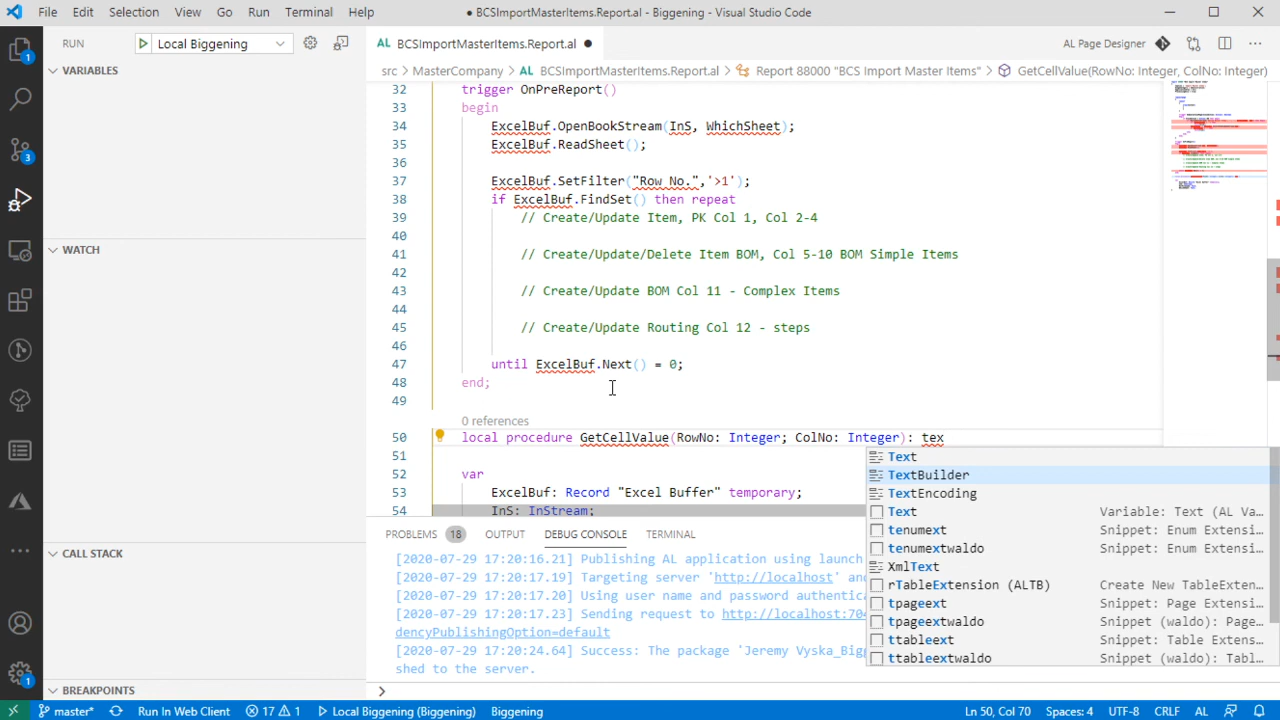 File Edit Selection View Go Run Terminal Help
● BCSImportMasterItems.Report.al - Biggening - Visual Studio Code
RUN Local Biggening
AL BCSImportMasterItems.Report.al ●
AL Page Designer
src > MasterCompany > AL BCSImportMasterItems.Report.al > Report 88000 "BCS Import Master Items" > GetCellValue(RowNo: Integer, ColNo: Integer)
VARIABLES
WATCH
CALL STACK
BREAKPOINTS
1
3
1
32 trigger OnPreReport()
33 begin
34 ExcelBuf.OpenBookStream(InS, WhichSheet);
35 ExcelBuf.ReadSheet();
36
37 ExcelBuf.SetFilter("Row No.",'>1');
38 if ExcelBuf.FindSet() then repeat
39 // Create/Update Item, PK Col 1, Col 2-4
40
41 // Create/Update/Delete Item BOM, Col 5-10 BOM Simple Items
42
43 // Create/Update BOM Col 11 - Complex Items
44
45 // Create/Update Routing Col 12 - steps
46
47 until ExcelBuf.Next() = 0;
48 end;
49
0 references
50 local procedure GetCellValue(RowNo: Integer; ColNo: Integer): tex
51
52 var
53 ExcelBuf: Record "Excel Buffer" temporary;
54 InS: InStream;
Text
TextBuilder
TextEncoding
Text Variable: Text (AL Va...
tenumext Snippet: Enum Extensi...
tenumextwaldo Snippet: Enum Extensi...
XmlText
rTableExtension (ALTB) Create New TableExten...
tpageext Snippet: Page Extensi...
tpageextwaldo Snippet (waldo): Page...
ttableext Snippet: Table Extens...
ttableextwaldo Snippet (waldo): Tabl...
PROBLEMS 18 OUTPUT DEBUG CONSOLE TERMINAL
[2020-07-29 17:20:16.21] Publishing AL application using launch
[2020-07-29 17:20:17.19] Targeting server 'http://localhost' and
[2020-07-29 17:20:17.20] Using user name and password authentica
[2020-07-29 17:20:17.23] Sending request to http://localhost:704
dencyPublishingOption=default
[2020-07-29 17:20:24.64] Success: The package 'Jeremy Vyska_Bigg
shed to the server.
master* Run In Web Client 17 1 Local Biggening (Biggening) Biggening Ln 50, Col 70 Spaces: 4 UTF-8 CRLF AL